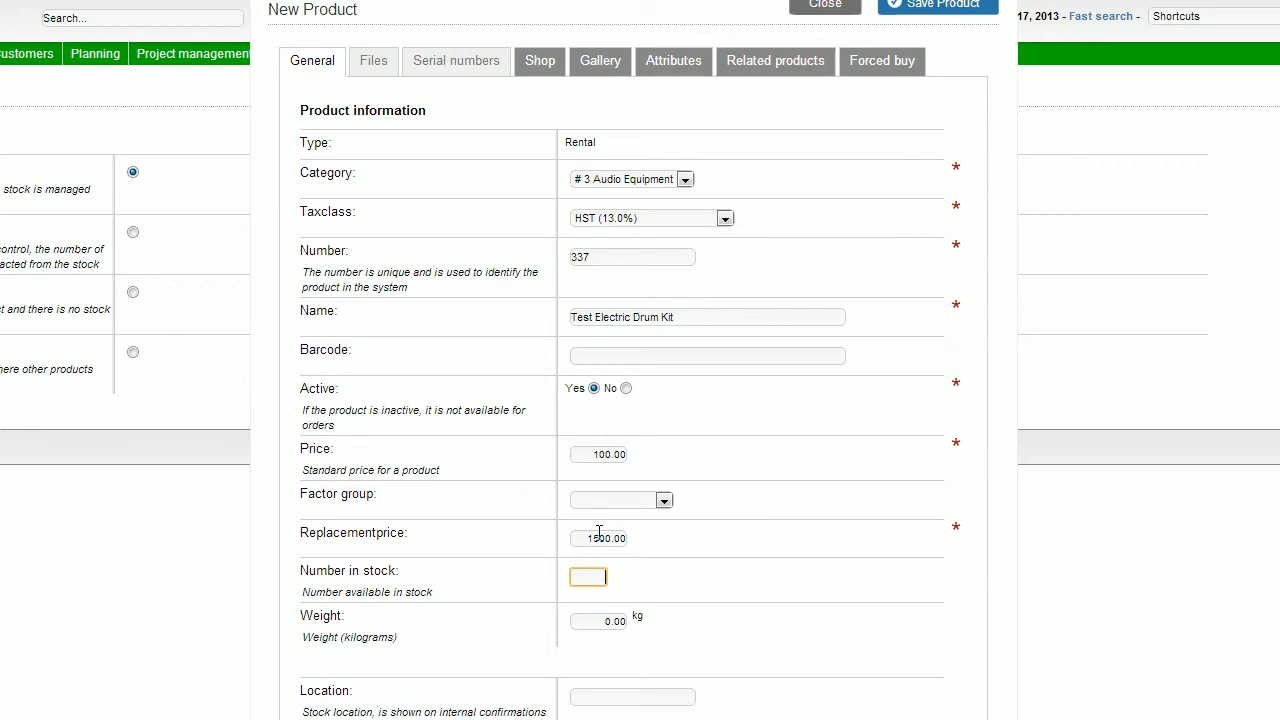 New Product
Close
Save Product
Search...
17, 2013 - Fast search - Shortcuts
ustomers Planning Project management
General Files Serial numbers Shop Gallery Attributes Related products Forced buy
Product information
Type: Rental
stock is managed
Category: # 3 Audio Equipment *
Taxclass: HST (13.0%) *
control, the number of
acted from the stock
Number: 337 *
The number is unique and is used to identify the
product in the system
t and there is no stock
Name: Test Electric Drum Kit *
Barcode:
here other products
Active: Yes No *
If the product is inactive, it is not available for
orders
Price: 100.00 *
Standard price for a product
Factor group:
Replacementprice: 1500.00 *
Number in stock:
Number available in stock
Weight: 0.00 kg
Weight (kilograms)
Location:
Stock location, is shown on internal confirmations